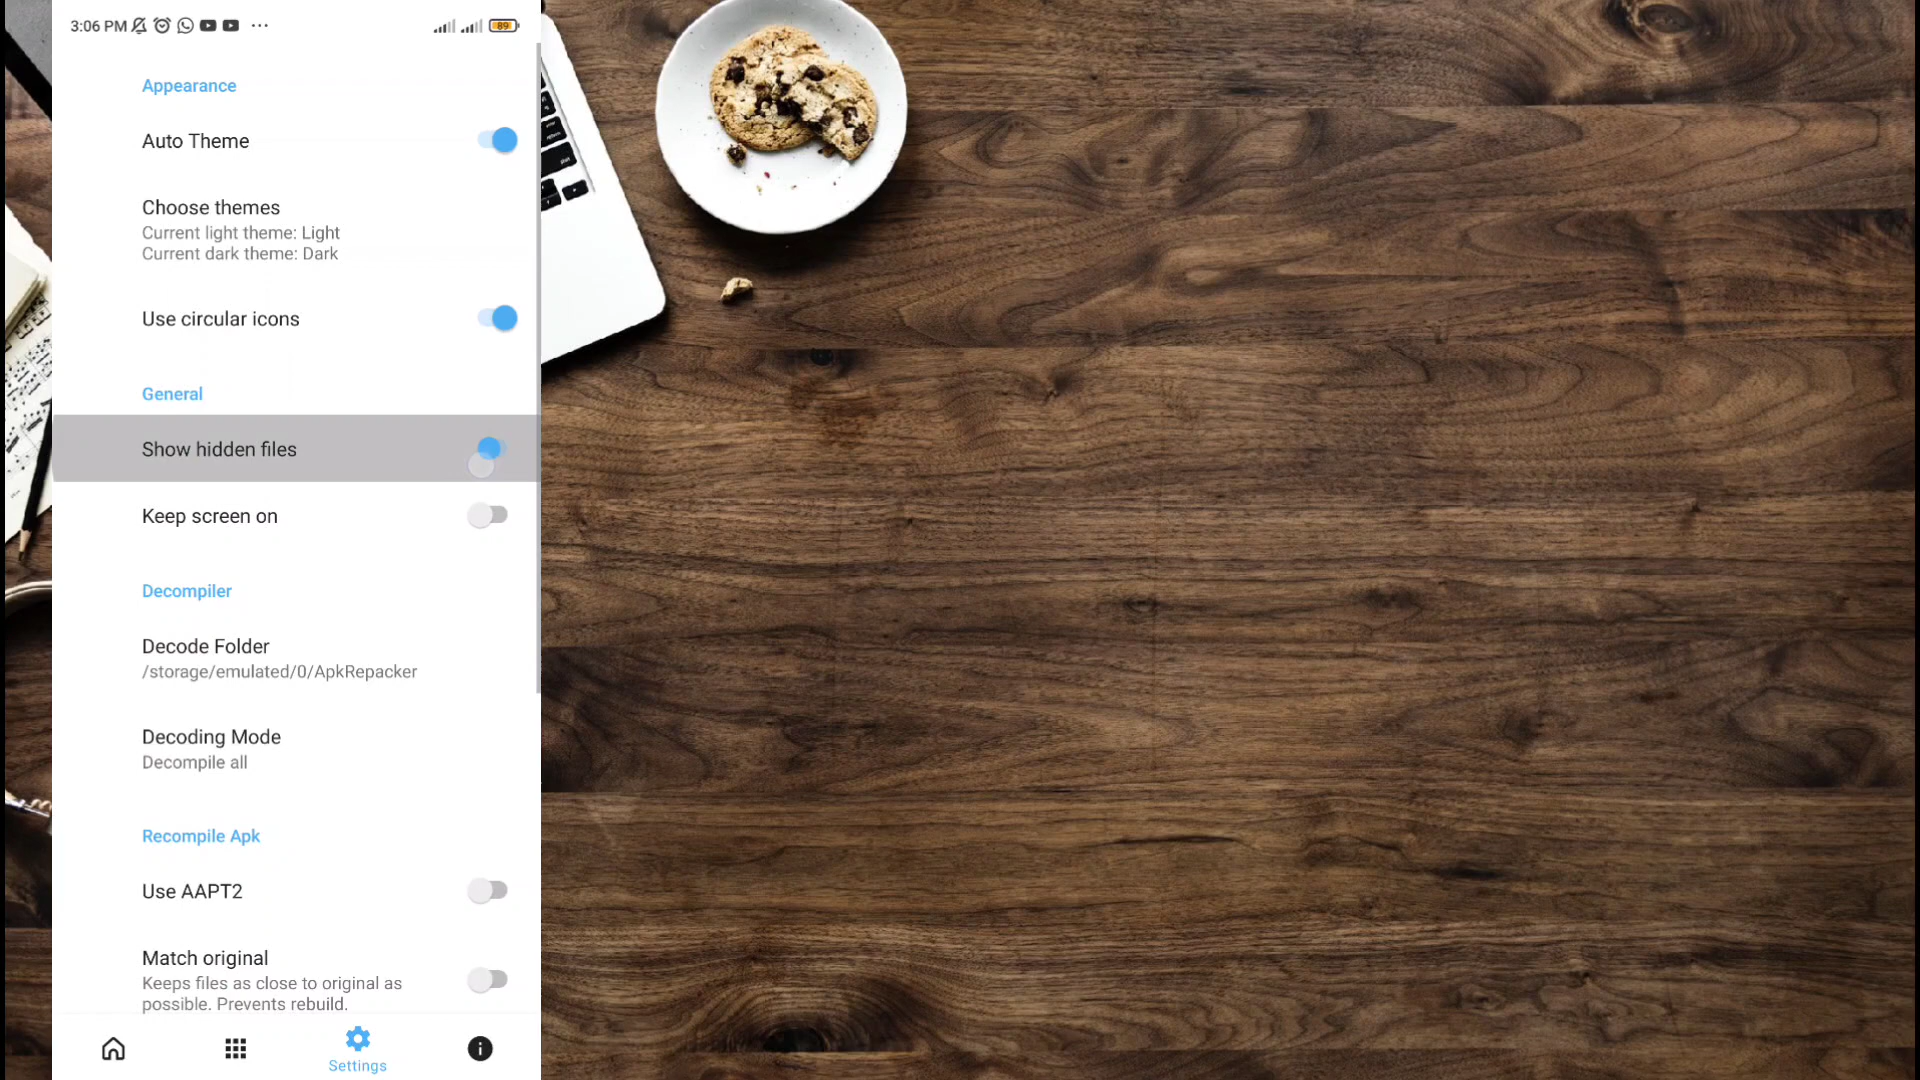 3:06 PM
89
Appearance
Auto Theme
Choose themes
Current light theme: Light
Current dark theme: Dark
Use circular icons
General
Show hidden files
Keep screen on
Decompiler
Decode Folder
/storage/emulated/0/ApkRepacker
Decoding Mode
Decompile all
Recompile Apk
Use AAPT2
Match original
Keeps files as close to original as
possible. Prevents rebuild.
Settings